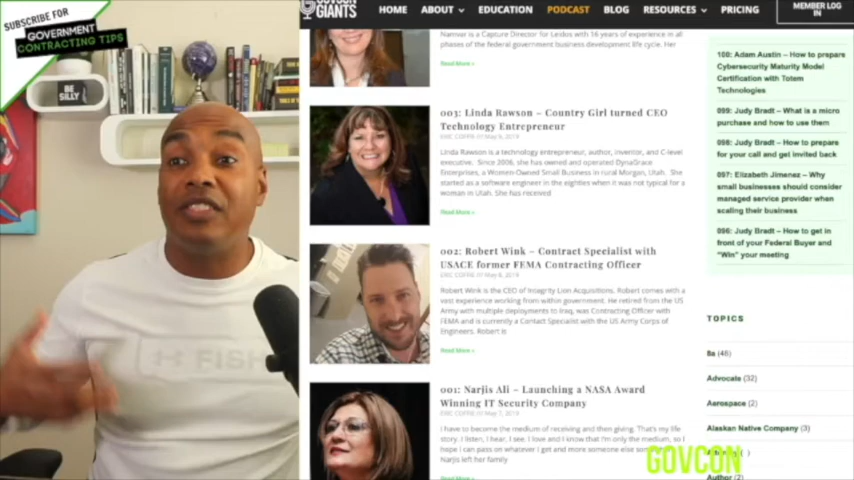 SUBSCRIBE FOR
GOVERNMENT
CONTRACTING TIPS
BE
SILLY
FISH
GOVCON
GIANTS
HOME
ABOUT
EDUCATION
PODCAST
BLOG
RESOURCES
PRICING
MEMBER LOG
IN
Namsar is a Capture Director for Leidos with 16 years of experience in all
phases of the federal government business development life cycle. Her
Read More »
003: Linda Rawson – Country Girl turned CEO
Technology Entrepreneur
Linda Rawson is a technology entrepreneur, author, inventor, and C-level
executive. Since 2006, she has owned and operated DynaGrace
Enterprises, a Women-Owned Small Business in rural Morgan, Utah. She
started as a software engineer in the eighties when it was not typical for a
woman in Utah. She has received
Read More »
002: Robert Wink – Contract Specialist with
USACE former FEMA Contracting Officer
Robert Wink is the CEO of Integrity Lion Acquisitions. Robert comes with a
vast experience working from within government. He retired from the US
Army with multiple deployments to Iraq, was Contracting Officer with
FEMA and is currently a Contact Specialist with the US Army Corps of
Engineers. Robert is
Read More »
001: Narjis Ali – Launching a NASA Award
Winning IT Security Company
I have to become the medium of receiving and then giving. That's my life
story. I listen, I hear, I see, I love and I know that I'm only the medium, so I
hope I can pass on whatever I get and more someone else
Narjis left her family
Read More »
100: Adam Austin – How to prepare
Cybersecurity Maturity Model
Certification with Totem
Technologies
099: Judy Bradt – What is a micro
purchase and how to use them
098: Judy Bradt – How to prepare
for your call and get invited back
097: Elizabeth Jimenez – Why
small businesses should consider
managed service provider when
scaling their business
096: Judy Bradt – How to get in
front of your Federal Buyer and
"Win" your meeting
TOPICS
8a (46)
Advocate (32)
Aerospace (2)
Alaskan Native Company (3)
Author (2)
GOVCON